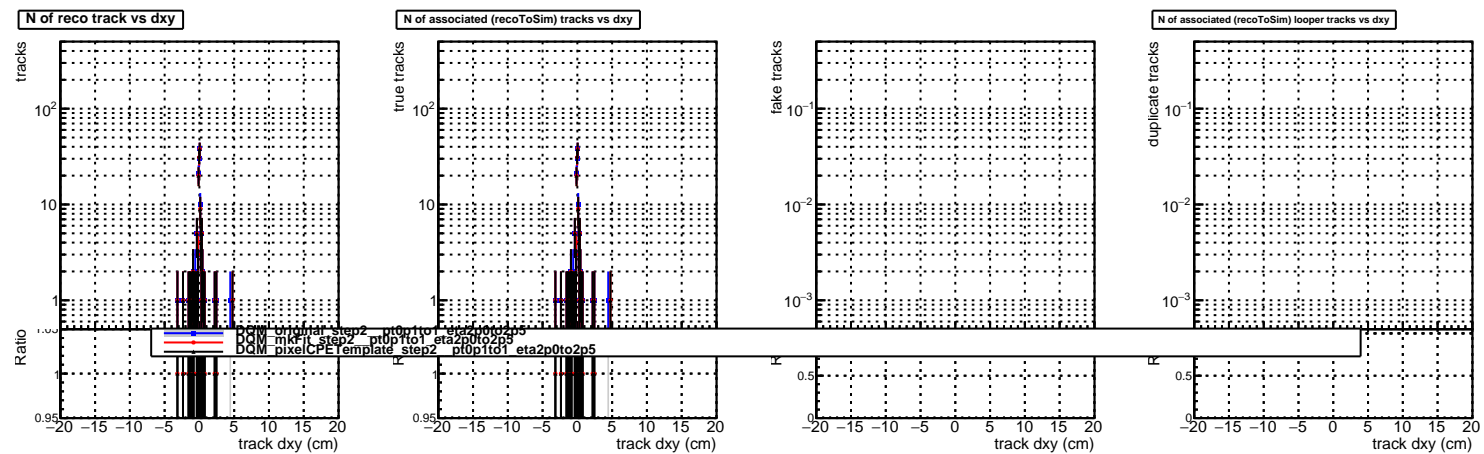 N of reco track vs dxy
N of associated (recoToSim) tracks vs dxy
N of associated (recoToSim) looper tracks vs dxy
tracks
10²
10
1
Ratio
1
0.95
−20 −15 −10 −5 0 5 10 15 20
track dxy (cm)
true tracks
10²
10
1
1
0.95
−20 −15 −10 −5 0 5 10 15 20
track dxy (cm)
fake tracks
10⁻¹
10⁻²
10⁻³
0.5
0
−20 −15 −10 −5 0 5 10 15 20
track dxy (cm)
duplicate tracks
10⁻¹
10⁻²
10⁻³
0.5
0
−20 −15 −10 −5 0 5 10 15 20
track dxy (cm)
DQM_original_step2__pt0p1to1_eta2p0to2p5
DQM_mkFit_step2__pt0p1to1_eta2p0to2p5
DQM_pixelCPETemplate_step2__pt0p1to1_eta2p0to2p5